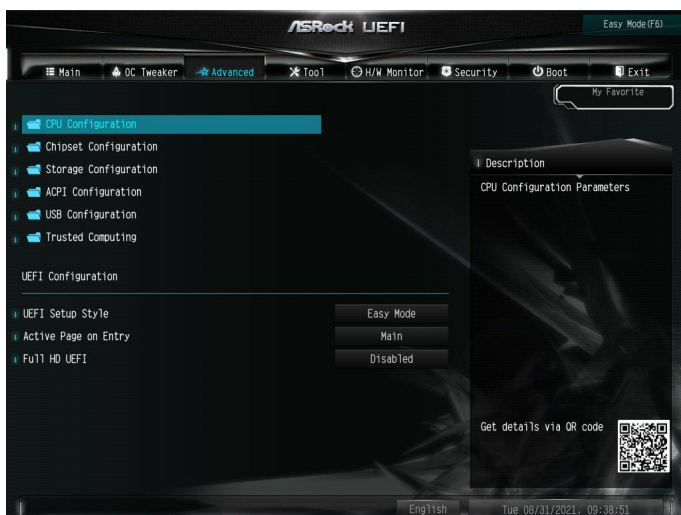 ASRock UEFI
Easy Mode(F6)
Main OC Tweaker Advanced Tool H/W Monitor Security Boot Exit
My Favorite
CPU Configuration
Chipset Configuration
Storage Configuration
ACPI Configuration
USB Configuration
Trusted Computing
Description
CPU Configuration Parameters
UEFI Configuration
UEFI Setup Style Easy Mode
Active Page on Entry Main
Full HD UEFI Disabled
Get details via QR code
English Tue 08/31/2021. 09:38:51